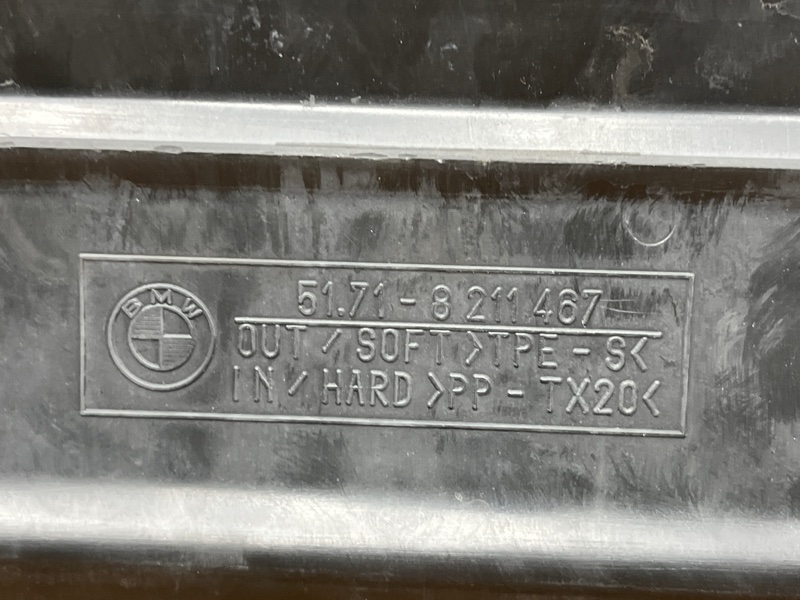 BMW
51.71-8 211 467
OUT / SOFT >TPE-S<
IN / HARD >PP-TX20<